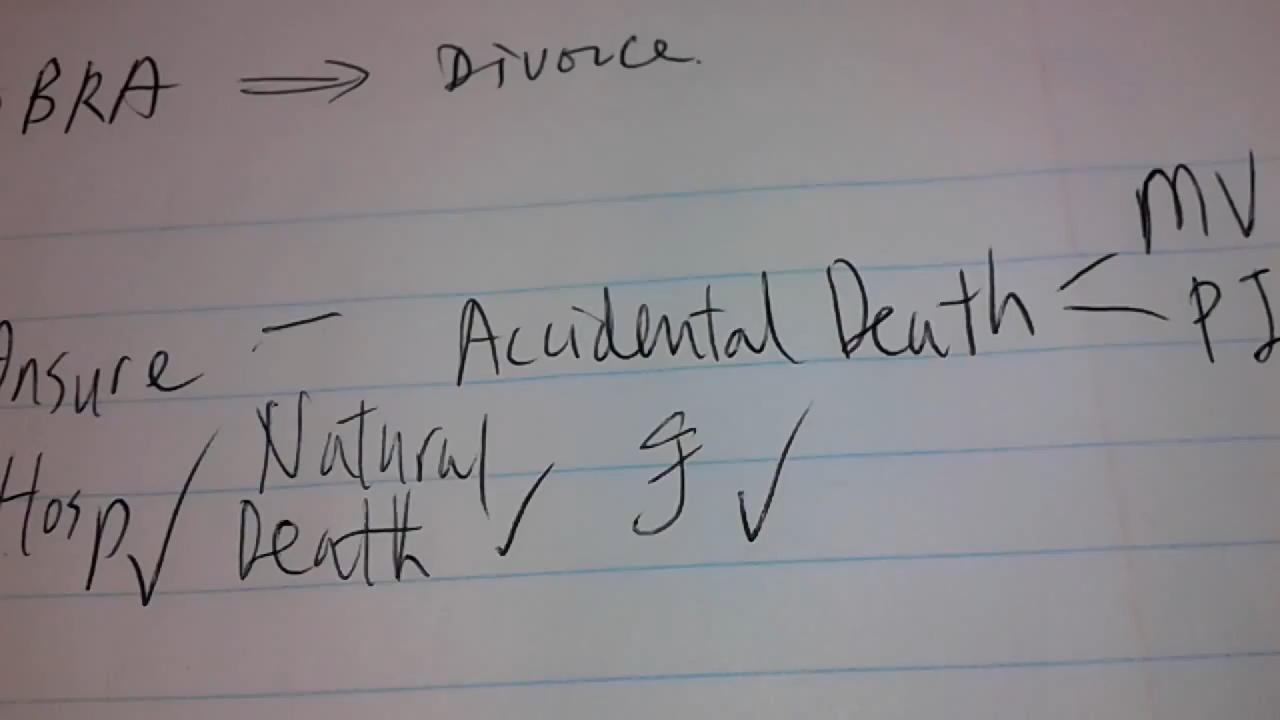 BRA ⇒ Divorce.
MV
Insure - Accidental Death < PI
Hosp ✓ Natural ✓ ✓
Death